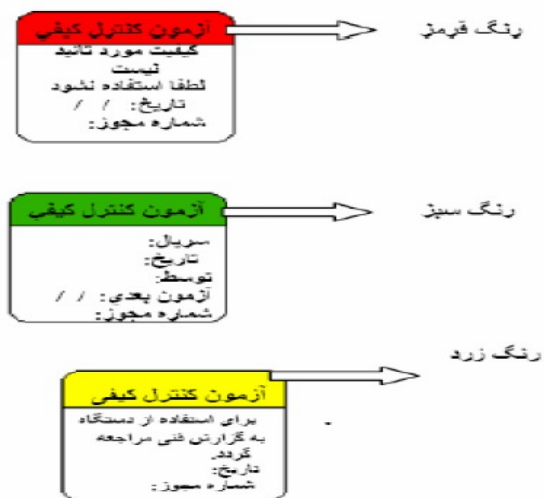 آزمون کنترل کیفی
رنگ قرمز
کیفیت مورد تائید
نیست
لطفا استفاده نشود
تاریخ: / /
شماره مجوز:
آزمون کنترل کیفی
رنگ سبز
سریال:
تاریخ:
توسط:
آزمون بعدی: / /
شماره مجوز:
رنگ زرد
آزمون کنترل کیفی
برای استفاده از دستگاه
به گزارش فنی مراجعه
گردد.
تاریخ:
شماره مجوز: